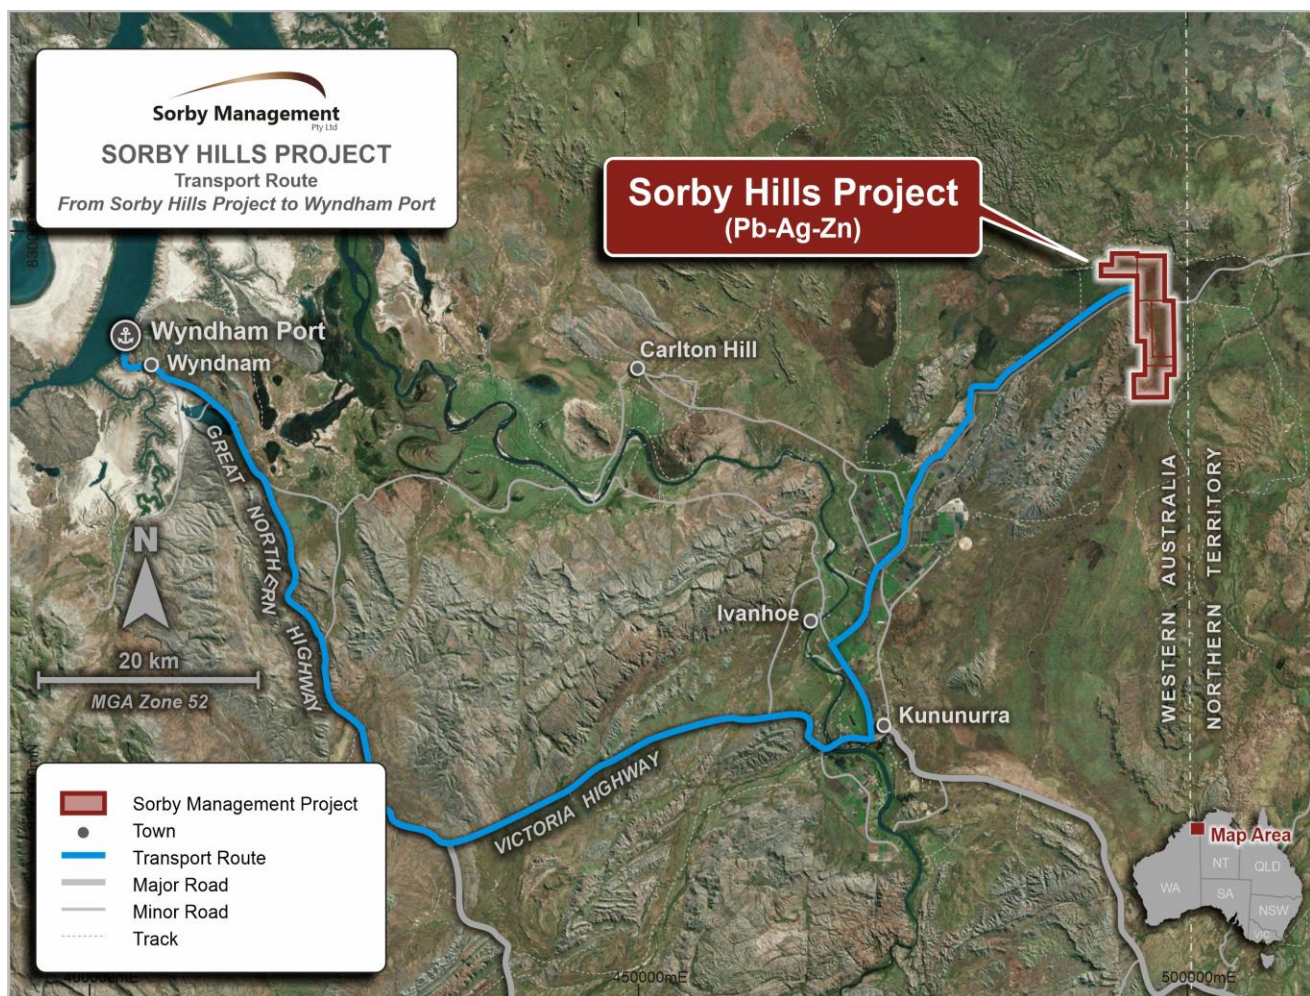 Sorby Management
Pty Ltd
SORBY HILLS PROJECT
Transport Route
From Sorby Hills Project to Wyndham Port
Sorby Hills Project
(Pb-Ag-Zn)
Wyndham Port
Wyndnam
Carlton Hill
GREAT NORTHERN HIGHWAY
N
20 km
MGA Zone 52
Ivanhoe
Kununurra
VICTORIA HIGHWAY
WESTERN AUSTRALIA
NORTHERN TERRITORY
Sorby Management Project
Town
Transport Route
Major Road
Minor Road
Track
Map Area
WA
NT
QLD
SA
NSW
VIC
450000mE
500000mE